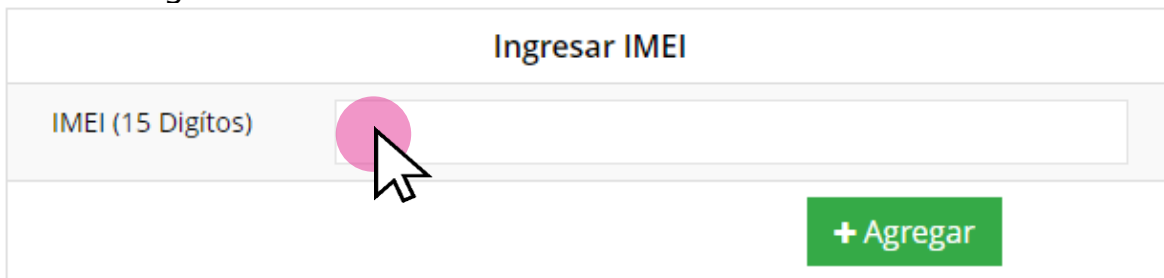 Ingresar IMEI
IMEI (15 Digítos)
+ Agregar